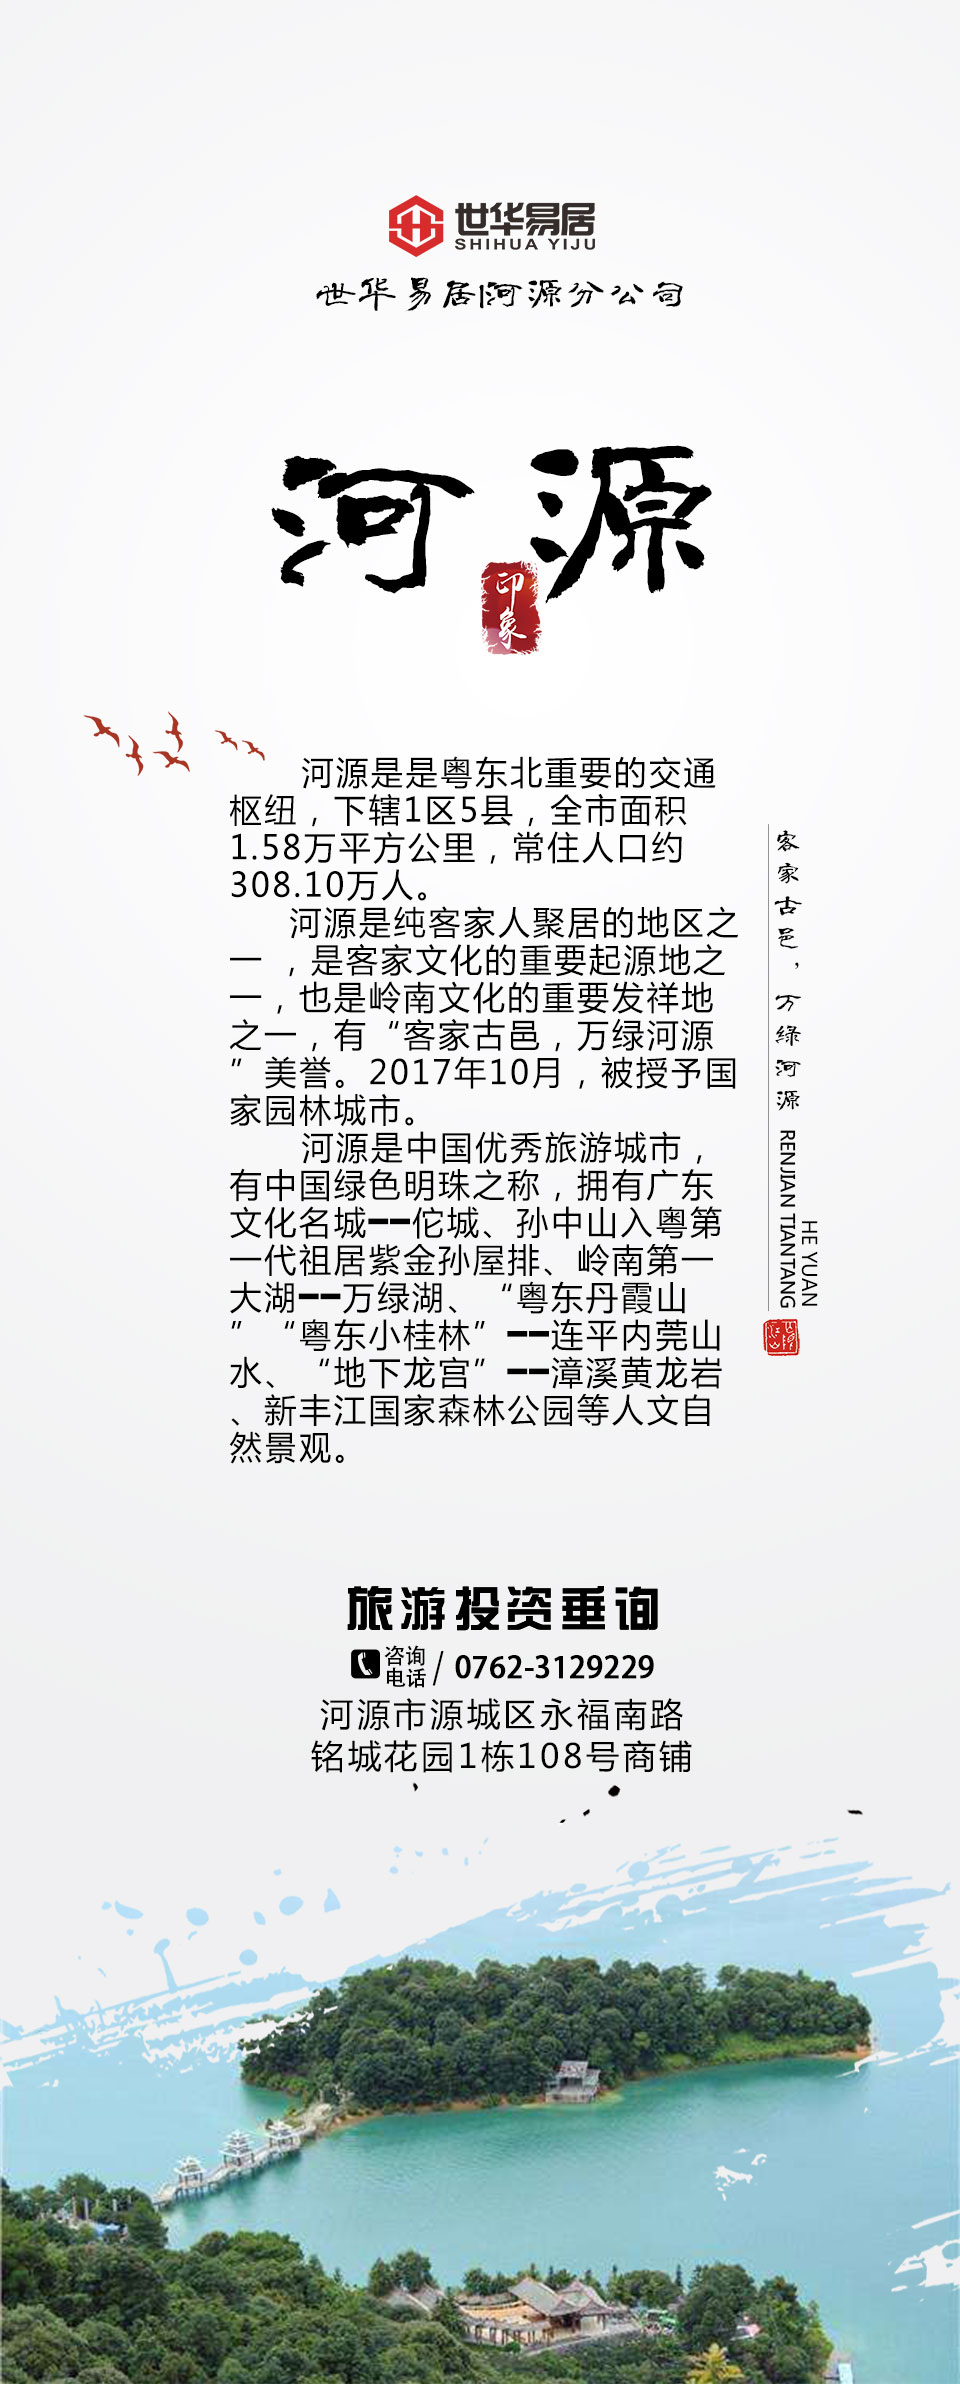 世华易居
SHIHUA YIJU
世华易居|河源分公司
河源
印象
河源是是粤东北重要的交通
枢纽，下辖1区5县，全市面积
1.58万平方公里，常住人口约
308.10万人。
河源是纯客家人聚居的地区之
一 ，是客家文化的重要起源地之
一，也是岭南文化的重要发祥地
之一，有“客家古邑，万绿河源
”美誉。2017年10月，被授予国
家园林城市。
河源是中国优秀旅游城市，
有中国绿色明珠之称，拥有广东
文化名城━━佗城、孙中山入粤第
一代祖居紫金孙屋排、岭南第一
大湖━━万绿湖、“粤东丹霞山
”“粤东小桂林”━━连平内莞山
水、“地下龙宫”━━漳溪黄龙岩
、新丰江国家森林公园等人文自
然景观。
客家古邑，万绿河源 RENJIAN TIANTANG
HE YUAN
旅游投资垂询
咨询
电话/ 0762-3129229
河源市源城区永福南路
铭城花园1栋108号商铺